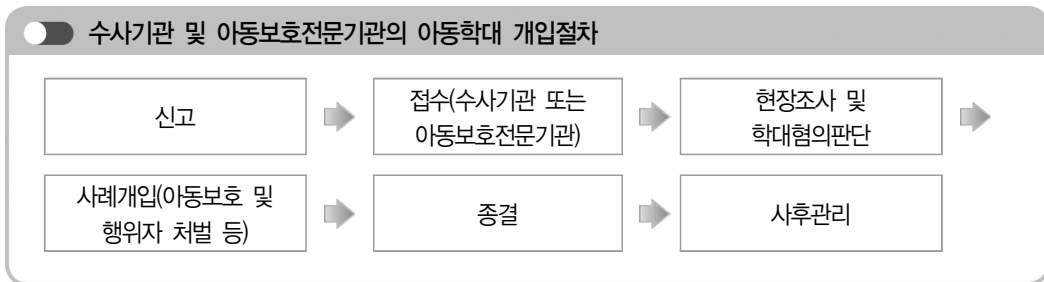 수사기관 및 아동보호전문기관의 아동학대 개입절차
신고
접수(수사기관 또는
아동보호전문기관)
현장조사 및
학대혐의판단
사례개입(아동보호 및
행위자 처벌 등)
종결
사후관리